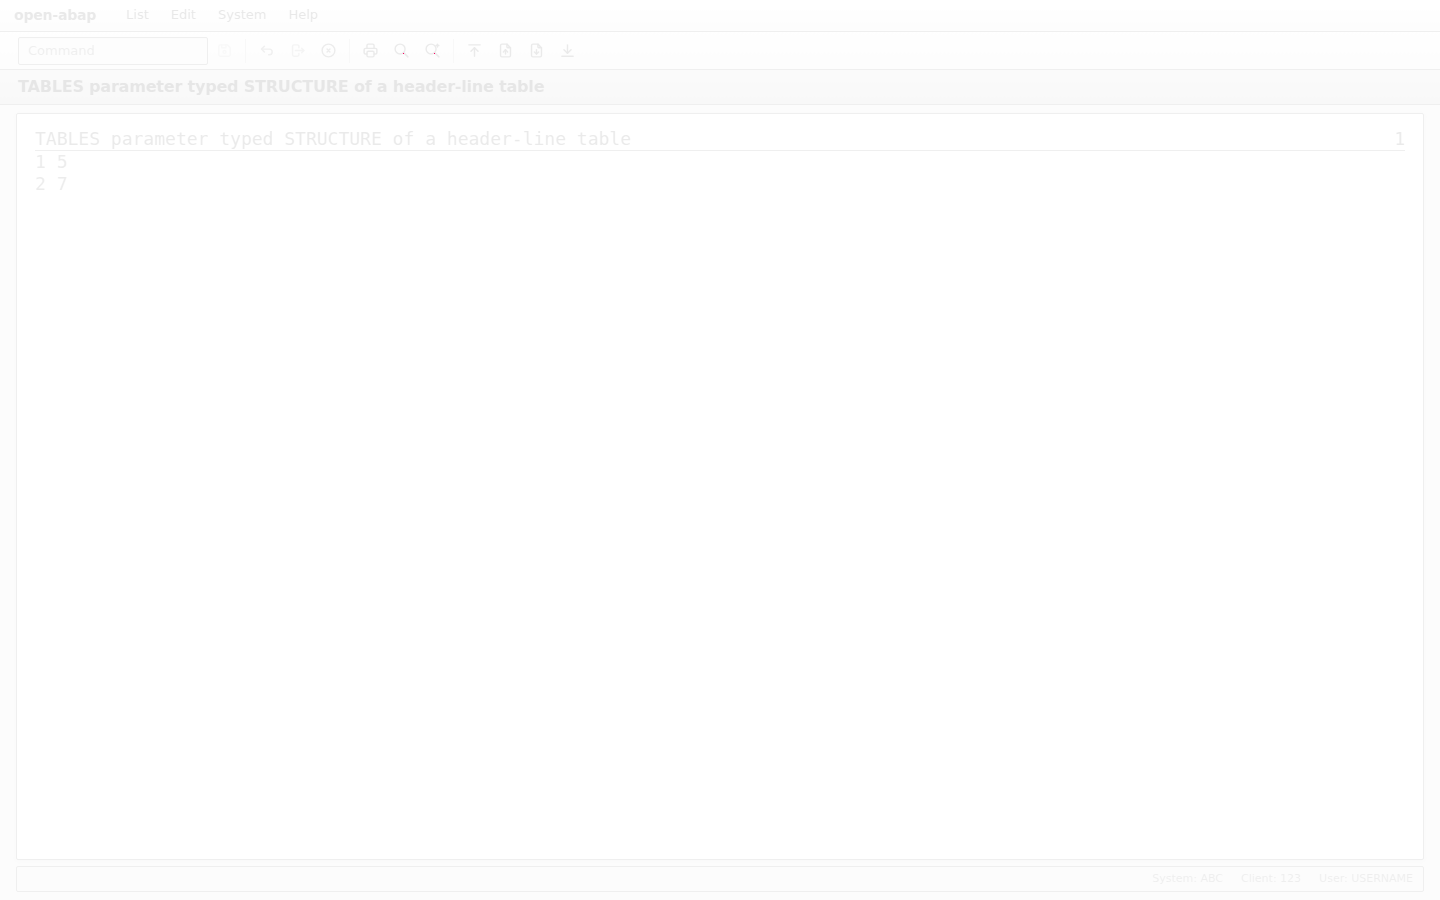 open-abap List Edit System Help
Command
TABLES parameter typed STRUCTURE of a header-line table
TABLES parameter typed STRUCTURE of a header-line table 1
1 5
2 7
System: ABC Client: 123 User: USERNAME